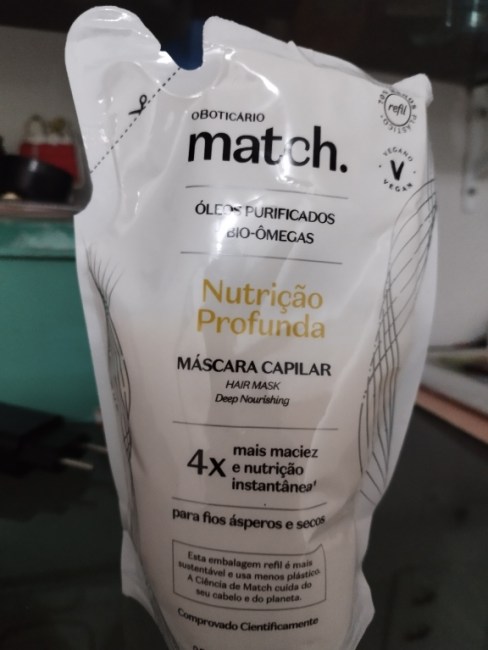 oBOTICÁRIO
match.
refil
VEGANO
V
VEGAN
ÓLEOS PURIFICADOS
BIO-ÔMEGAS
Nutrição
Profunda
MÁSCARA CAPILAR
HAIR MASK
Deep Nourishing
4x mais maciez
e nutrição
instantânea¹
para fios ásperos e secos
Esta embalagem refil é mais
sustentável e usa menos plástico.
A Ciência de Match cuida do
seu cabelo e do planeta.
Comprovado Cientificamente